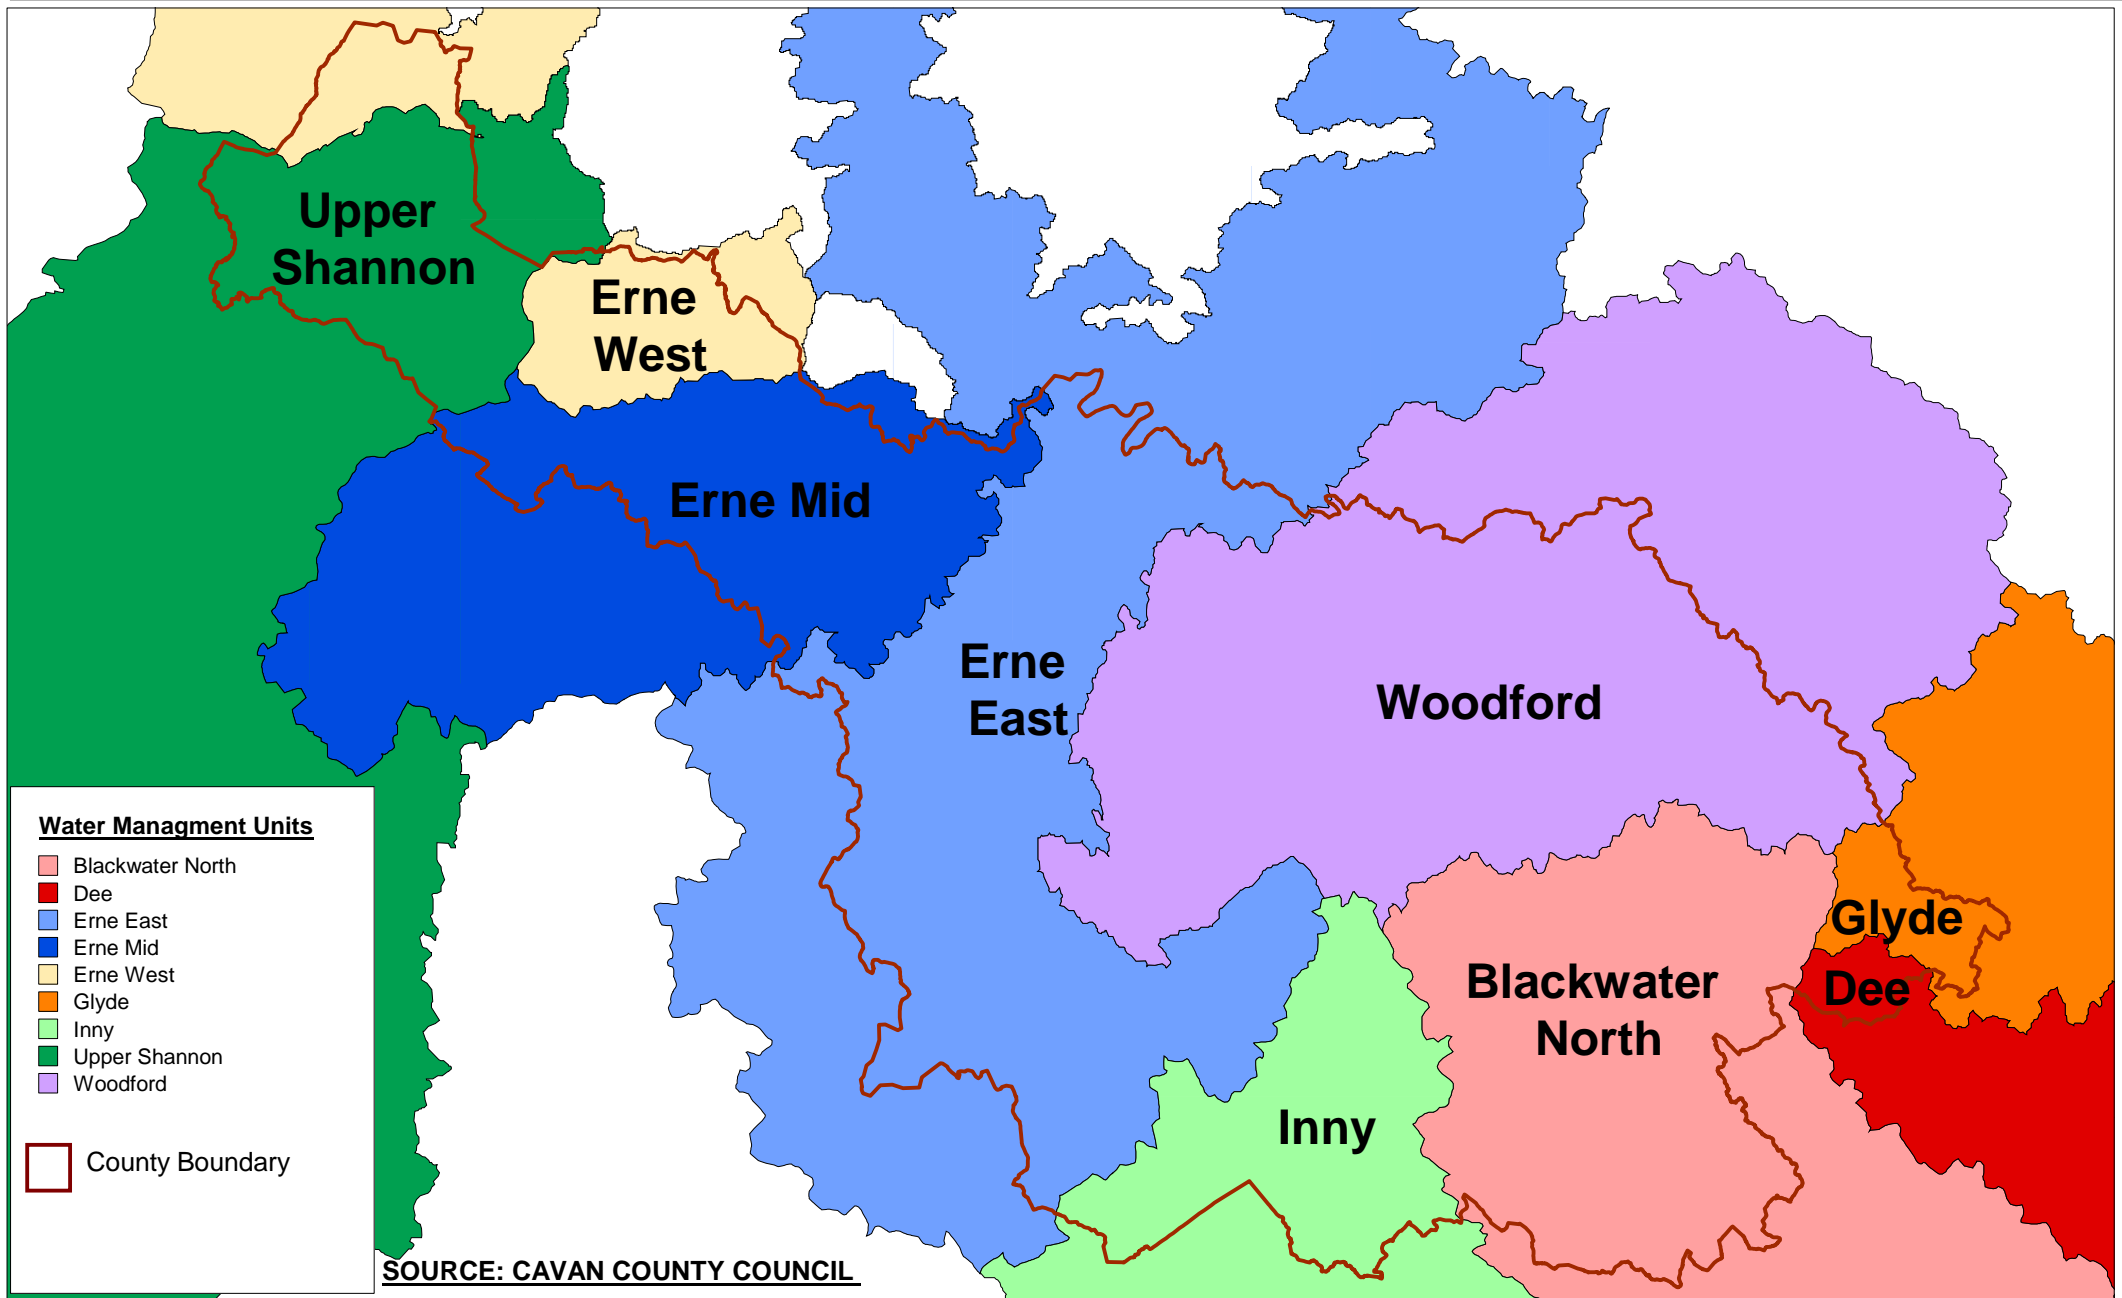 Upper
Shannon
Erne
West
Erne Mid
Erne
East
Woodford
Glyde
Dee
Blackwater
North
Inny
Water Managment Units
Blackwater North
Dee
Erne East
Erne Mid
Erne West
Glyde
Inny
Upper Shannon
Woodford
County Boundary
SOURCE: CAVAN COUNTY COUNCIL